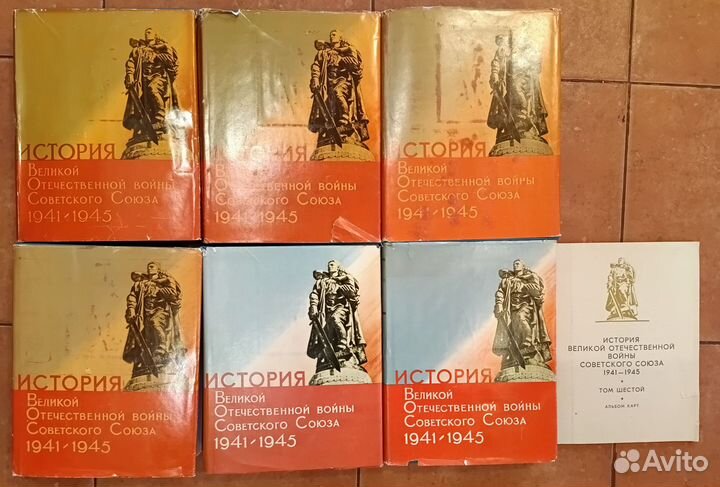 ИСТОРИЯ
ВЕЛИКОЙ
ОТЕЧЕСТВЕННОЙ ВОЙНЫ
СОВЕТСКОГО СОЮЗА
1941-1945
ИСТОРИЯ
ВЕЛИКОЙ
ОТЕЧЕСТВЕННОЙ ВОЙНЫ
СОВЕТСКОГО СОЮЗА
1941-1945
ИСТОРИЯ
ВЕЛИКОЙ
ОТЕЧЕСТВЕННОЙ ВОЙНЫ
СОВЕТСКОГО СОЮЗА
1941-1945
ИСТОРИЯ
ВЕЛИКОЙ
ОТЕЧЕСТВЕННОЙ ВОЙНЫ
СОВЕТСКОГО СОЮЗА
1941-1945
ИСТОРИЯ
ВЕЛИКОЙ
ОТЕЧЕСТВЕННОЙ ВОЙНЫ
СОВЕТСКОГО СОЮЗА
1941-1945
ИСТОРИЯ
ВЕЛИКОЙ
ОТЕЧЕСТВЕННОЙ ВОЙНЫ
СОВЕТСКОГО СОЮЗА
1941-1945
ИСТОРИЯ
ВЕЛИКОЙ ОТЕЧЕСТВЕННОЙ
ВОЙНЫ
СОВЕТСКОГО СОЮЗА
1941—1945
ТОМ ШЕСТОЙ
АЛЬБОМ КАРТ
Avito